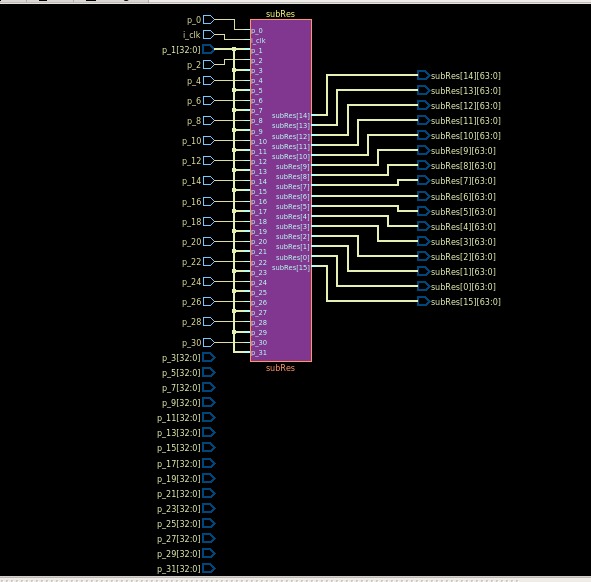 subRes
p_0
i_clk
p_1[32:0]
p_2
p_4
p_6
p_8
p_10
p_12
p_14
p_16
p_18
p_20
p_22
p_24
p_26
p_28
p_30
p_3[32:0]
p_5[32:0]
p_7[32:0]
p_9[32:0]
p_11[32:0]
p_13[32:0]
p_15[32:0]
p_17[32:0]
p_19[32:0]
p_21[32:0]
p_23[32:0]
p_25[32:0]
p_27[32:0]
p_29[32:0]
p_31[32:0]
p_0
i_clk
p_1
p_2
p_3
p_4
p_5
p_6
p_7
p_8
p_9
p_10
p_11
p_12
p_13
p_14
p_15
p_16
p_17
p_18
p_19
p_20
p_21
p_22
p_23
p_24
p_25
p_26
p_27
p_28
p_29
p_30
p_31
subRes[14]
subRes[13]
subRes[12]
subRes[11]
subRes[10]
subRes[9]
subRes[8]
subRes[7]
subRes[6]
subRes[5]
subRes[4]
subRes[3]
subRes[2]
subRes[1]
subRes[0]
subRes[15]
subRes
subRes[14][63:0]
subRes[13][63:0]
subRes[12][63:0]
subRes[11][63:0]
subRes[10][63:0]
subRes[9][63:0]
subRes[8][63:0]
subRes[7][63:0]
subRes[6][63:0]
subRes[5][63:0]
subRes[4][63:0]
subRes[3][63:0]
subRes[2][63:0]
subRes[1][63:0]
subRes[0][63:0]
subRes[15][63:0]